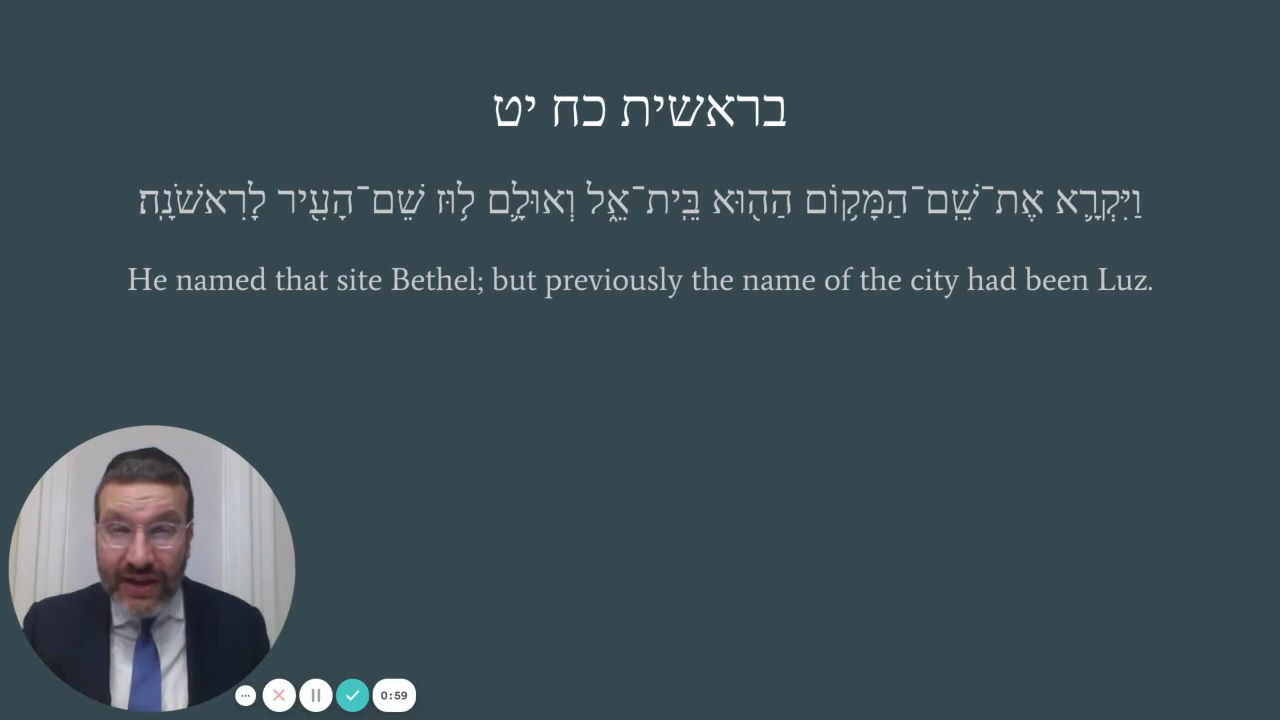 בראשית כח יט
וַיִּקְרָ֛א אֶת־שֵֽׁם־הַמָּק֥וֹם הַה֖וּא בֵּֽית־אֵ֑ל וְאוּלָ֛ם ל֥וּז שֵׁם־הָעִ֖יר לָרִאשֹׁנָֽה׃
He named that site Bethel; but previously the name of the city had been Luz.
0:59